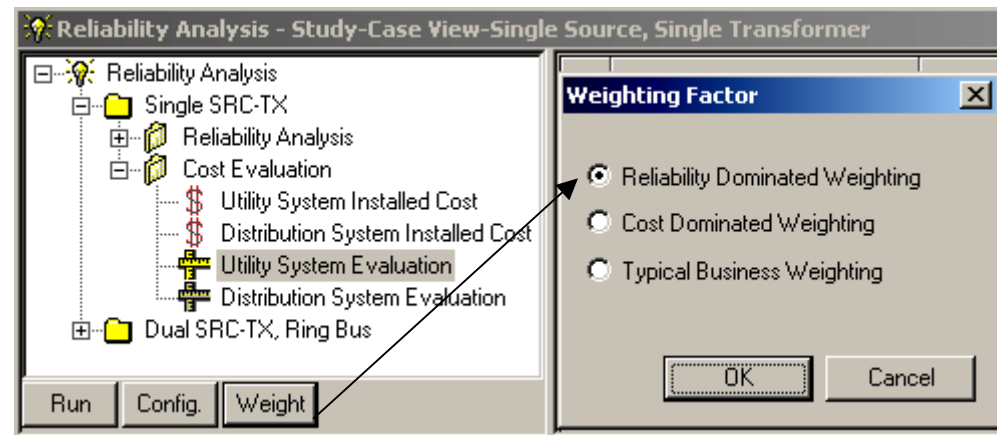 Reliability Analysis - Study-Case View-Single Source, Single Transformer
Reliability Analysis
Single SRC-TX
Reliability Analysis
Cost Evaluation
Utility System Installed Cost
Distribution System Installed Cost
Utility System Evaluation
Distribution System Evaluation
Dual SRC-TX, Ring Bus
Run
Config.
Weight
Weighting Factor
Reliability Dominated Weighting
Cost Dominated Weighting
Typical Business Weighting
OK
Cancel